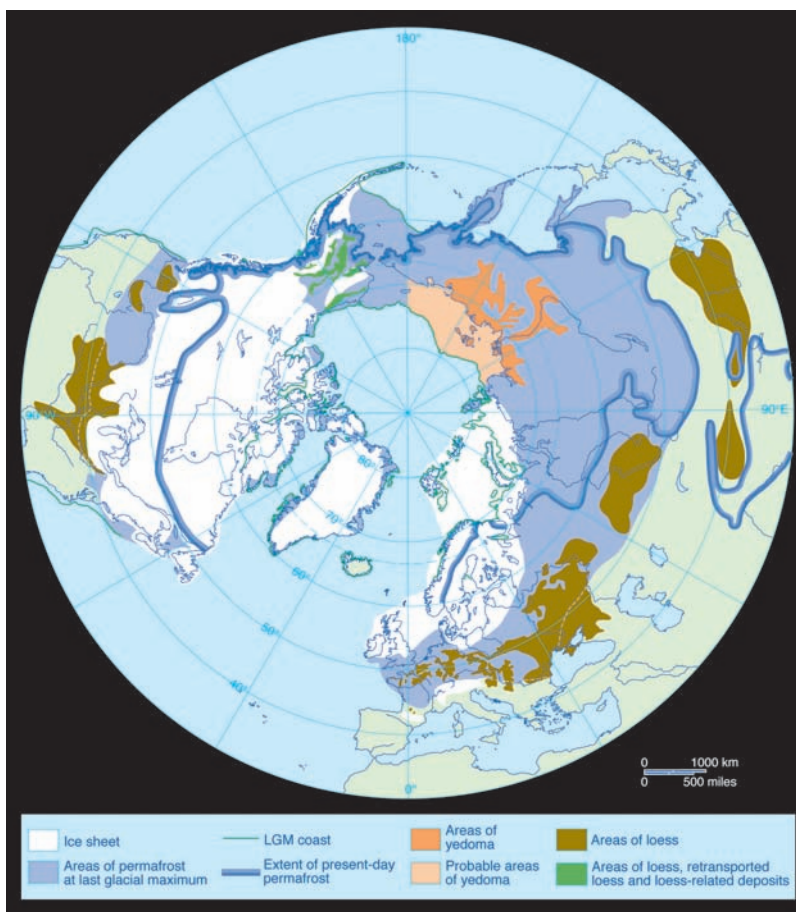 180°
90°W
90°E
80°
70°
60°
50°
40°
0°
0 1000 km
0 500 miles
Ice sheet
LGM coast
Areas of yedoma
Areas of loess
Areas of permafrost at last glacial maximum
Extent of present-day permafrost
Probable areas of yedoma
Areas of loess, retransported loess and loess-related deposits